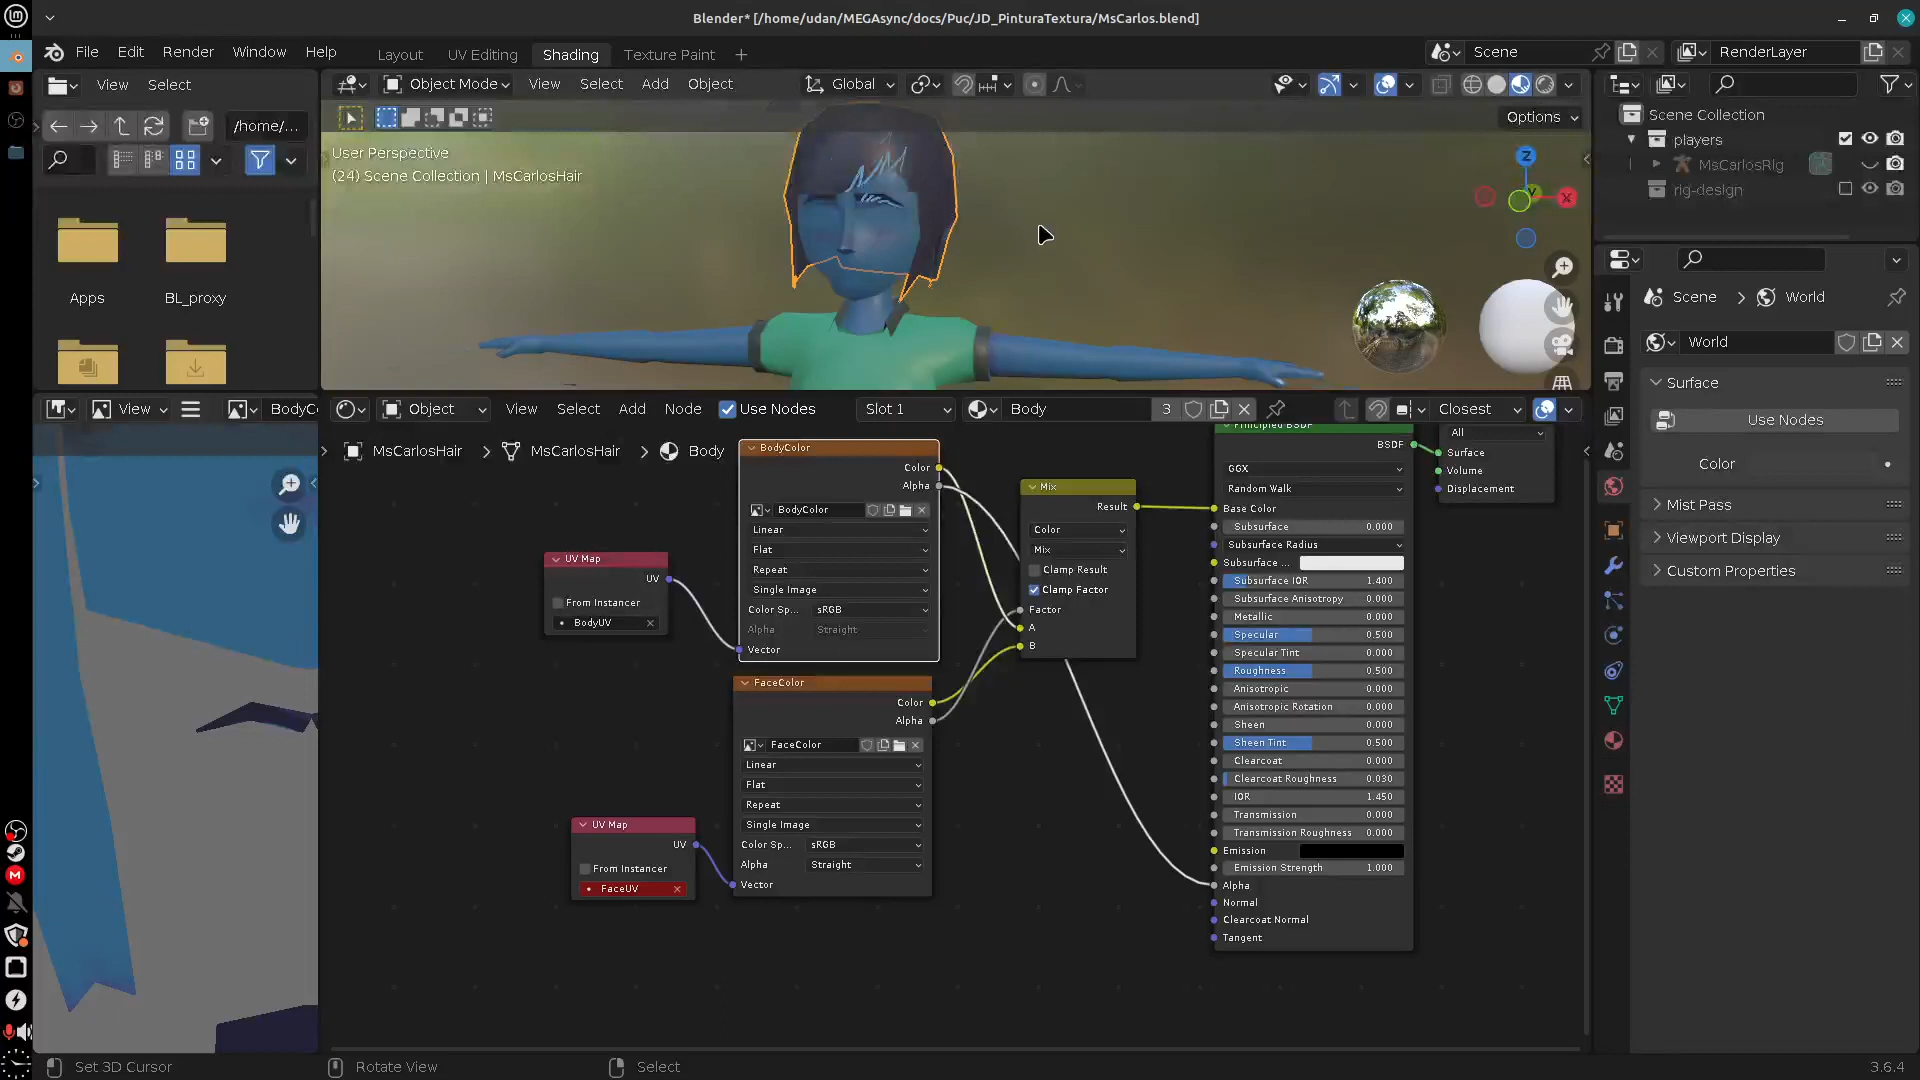 Blender* [/home/udan/MEGAsync/docs/Puc/JD_PinturaTextura/MsCarlos.blend]
File Edit Render Window Help
Layout UV Editing Shading Texture Paint +
Scene
RenderLayer
View Select
Object Mode View Select Add Object
Global
/home/...
Options
User Perspective
(24) Scene Collection | MsCarlosHair
Apps
BL_proxy
Z
Y
X
Scene Collection
players
MsCarlosRig
rig-design
Scene > World
World
Surface
Use Nodes
Color
Mist Pass
Viewport Display
Custom Properties
View
BodyC
Object View Select Add Node Use Nodes Slot 1 Body 3 Closest
MsCarlosHair > MsCarlosHair > Body
UV Map
UV
From Instancer
BodyUV
BodyColor
Color
Alpha
BodyColor
Linear
Flat
Repeat
Single Image
Color Sp... sRGB
Alpha Straight
Vector
FaceColor
Color
Alpha
FaceColor
Linear
Flat
Repeat
Single Image
Color Sp... sRGB
Alpha Straight
Vector
UV Map
UV
From Instancer
FaceUV
Mix
Result
Color
Mix
Clamp Result
Clamp Factor
Factor
A
B
Principled BSDF
BSDF
GGX
Random Walk
Base Color
Subsurface 0.000
Subsurface Radius
Subsurface ...
Subsurface IOR 1.400
Subsurface Anisotropy 0.000
Metallic 0.000
Specular 0.500
Specular Tint 0.000
Roughness 0.500
Anisotropic 0.000
Anisotropic Rotation 0.000
Sheen 0.000
Sheen Tint 0.500
Clearcoat 0.000
Clearcoat Roughness 0.030
IOR 1.450
Transmission 0.000
Transmission Roughness 0.000
Emission
Emission Strength 1.000
Alpha
Normal
Clearcoat Normal
Tangent
All
Surface
Volume
Displacement
Set 3D Cursor
Rotate View
Select
3.6.4